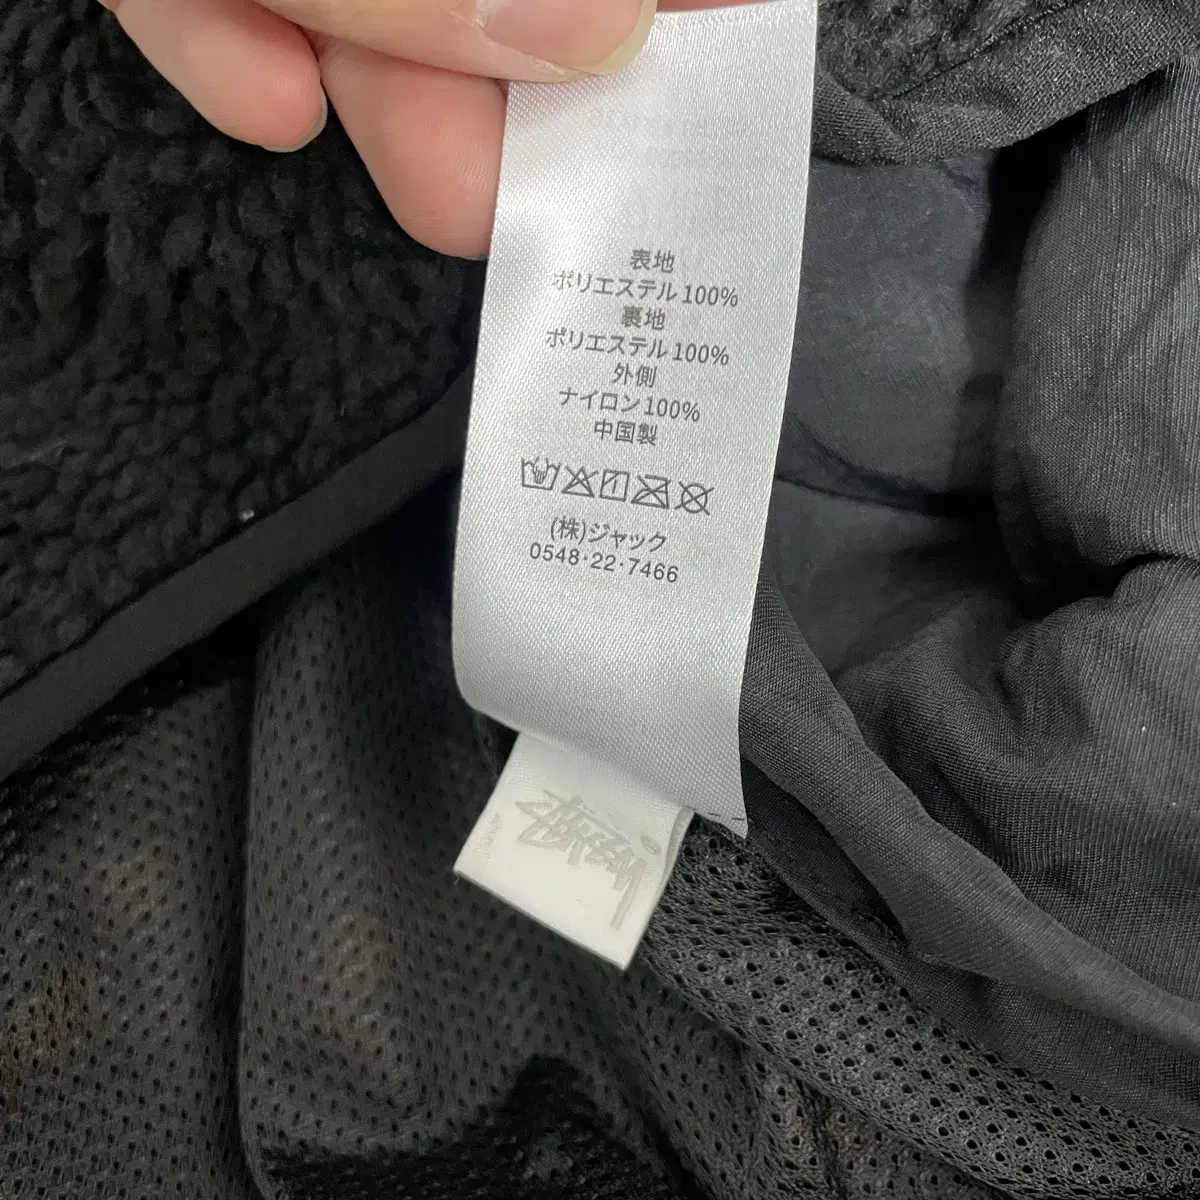 表地
ポリエステル100%
裏地
ポリエステル100%
外側
ナイロン100%
中国製
(株)ジャック
0548・22・7466